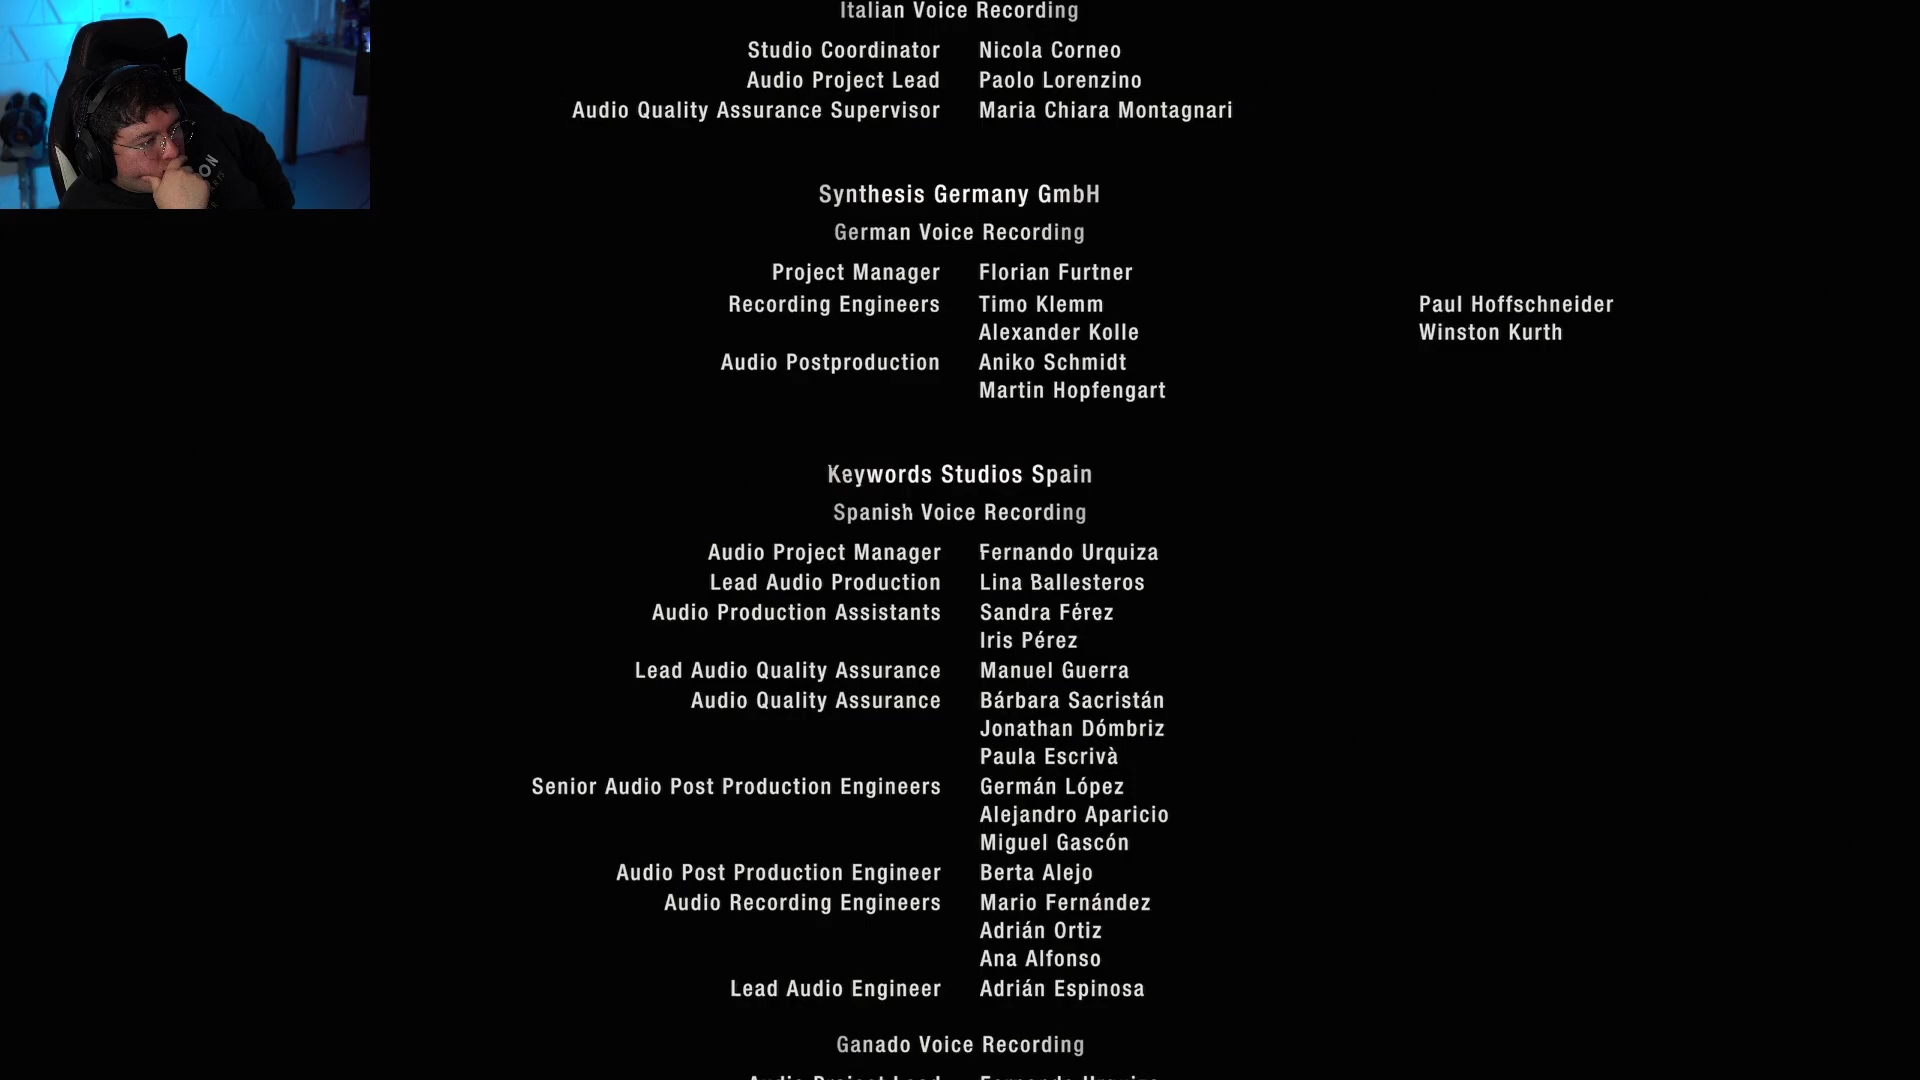 Italian Voice Recording
Studio Coordinator Nicola Corneo
Audio Project Lead Paolo Lorenzino
Audio Quality Assurance Supervisor Maria Chiara Montagnari
Synthesis Germany GmbH
German Voice Recording
Project Manager Florian Furtner
Recording Engineers Timo Klemm Paul Hoffschneider
Alexander Kolle Winston Kurth
Audio Postproduction Aniko Schmidt
Martin Hopfengart
Keywords Studios Spain
Spanish Voice Recording
Audio Project Manager Fernando Urquiza
Lead Audio Production Lina Ballesteros
Audio Production Assistants Sandra Férez
Iris Pérez
Lead Audio Quality Assurance Manuel Guerra
Audio Quality Assurance Bárbara Sacristán
Jonathan Dómbriz
Paula Escrivà
Senior Audio Post Production Engineers Germán López
Alejandro Aparicio
Miguel Gascón
Audio Post Production Engineer Berta Alejo
Audio Recording Engineers Mario Fernández
Adrián Ortiz
Ana Alfonso
Lead Audio Engineer Adrián Espinosa
Ganado Voice Recording
Audio Project Lead Fernando Urquiza